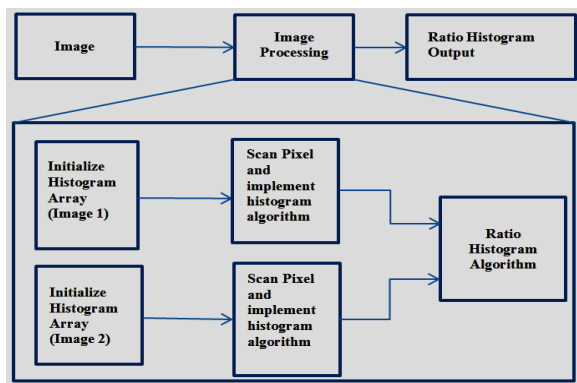 Image
Image
Processing
Ratio Histogram
Output
Initialize
Histogram
Array
(Image 1)
Scan Pixel
and
implement
histogram
algorithm
Ratio
Histogram
Algorithm
Initialize
Histogram
Array
(Image 2)
Scan Pixel
and
implement
histogram
algorithm